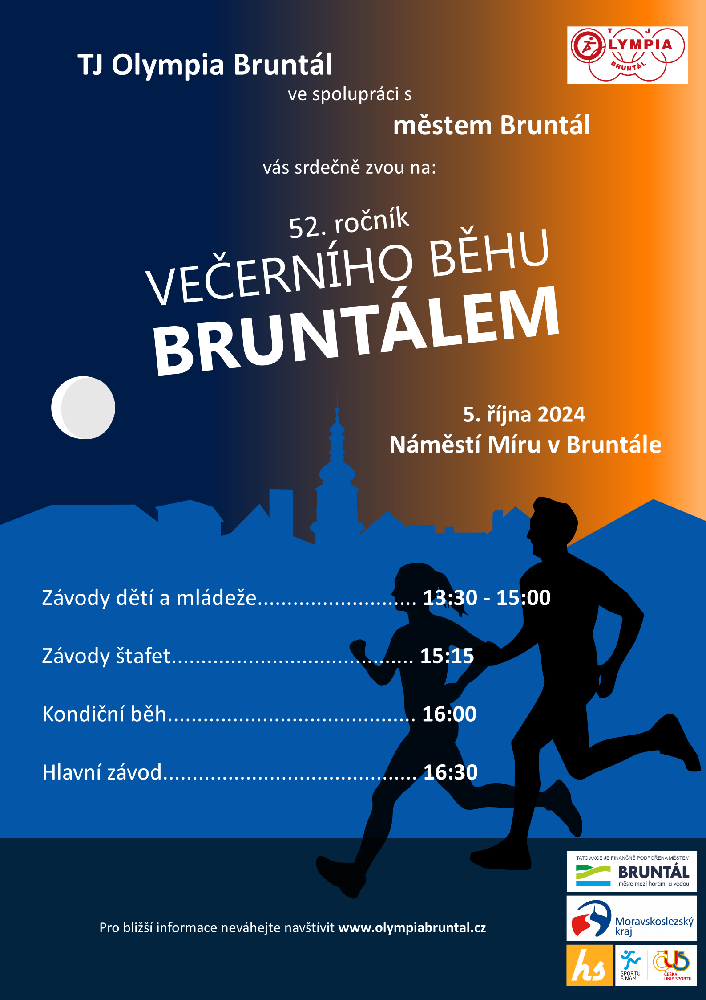 T J
OLYMPIA
BRUNTÁL
TJ Olympia Bruntál
ve spolupráci s
městem Bruntál
vás srdečně zvou na:
52. ročník
VEČERNÍHO BĚHU
BRUNTÁLEM
5. října 2024
Náměstí Míru v Bruntále
Závody dětí a mládeže........................... 13:30 - 15:00
Závody štafet......................................... 15:15
Kondiční běh.......................................... 16:00
Hlavní závod........................................... 16:30
TATO AKCE JE FINANČNĚ PODPOŘENA MĚSTEM
BRUNTÁL
město mezi horami a vodou
Moravskoslezský
kraj
Pro bližší informace neváhejte navštívit www.olympiabruntal.cz
hs
SPORTUJ
S NÁMI
ČUS
ČESKÁ
UNIE SPORTU